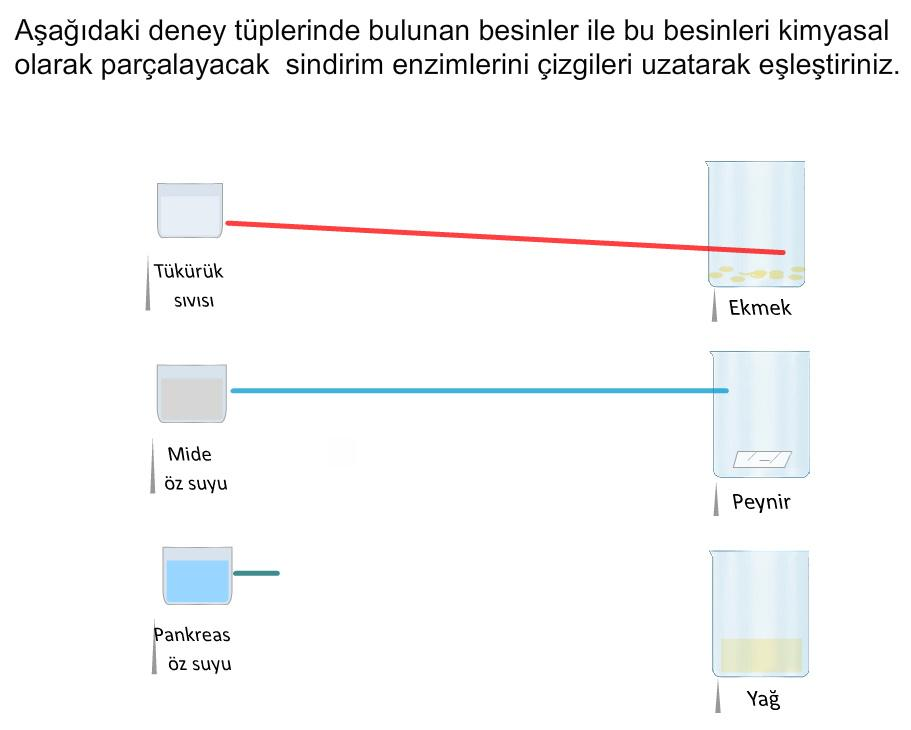 Aşağıdaki deney tüplerinde bulunan besinler ile bu besinleri kimyasal
olarak parçalayacak  sindirim enzimlerini çizgileri uzatarak eşleştiriniz.
Tükürük
sıvısı
Ekmek
Mide
öz suyu
Peynir
Pankreas
öz suyu
Yağ